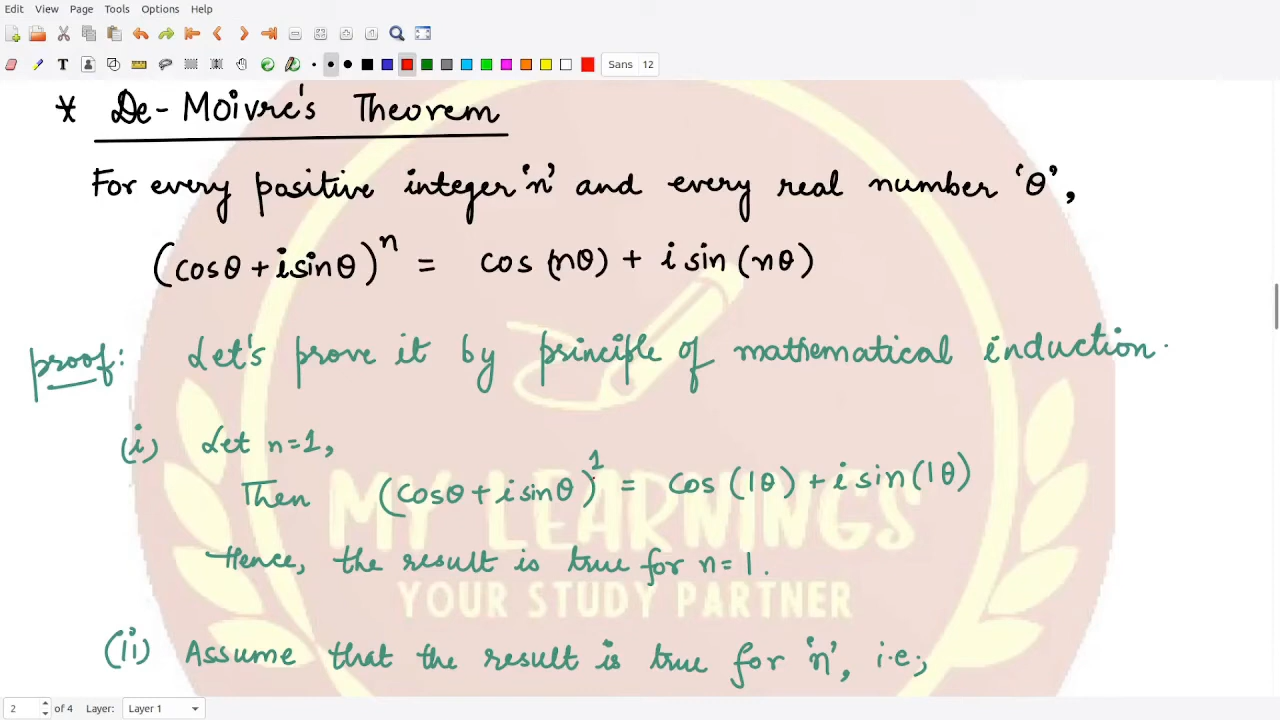 Edit View Page Tools Options Help
T Sans 12
* De-Moivre's Theorem
For every positive integer 'n' and every real number 'θ',
(cosθ + isinθ)ⁿ = cos (nθ) + i sin (nθ)
proof: Let's prove it by principle of mathematical induction.
(i) Let n=1,
Then (cosθ + i sinθ)¹ = cos (1θ) + i sin (1θ)
MY LEARNINGS
Hence, the result is true for n=1.
YOUR STUDY PARTNER
(ii) Assume that the result is true for 'n', i.e;
2 of 4 Layer: Layer 1